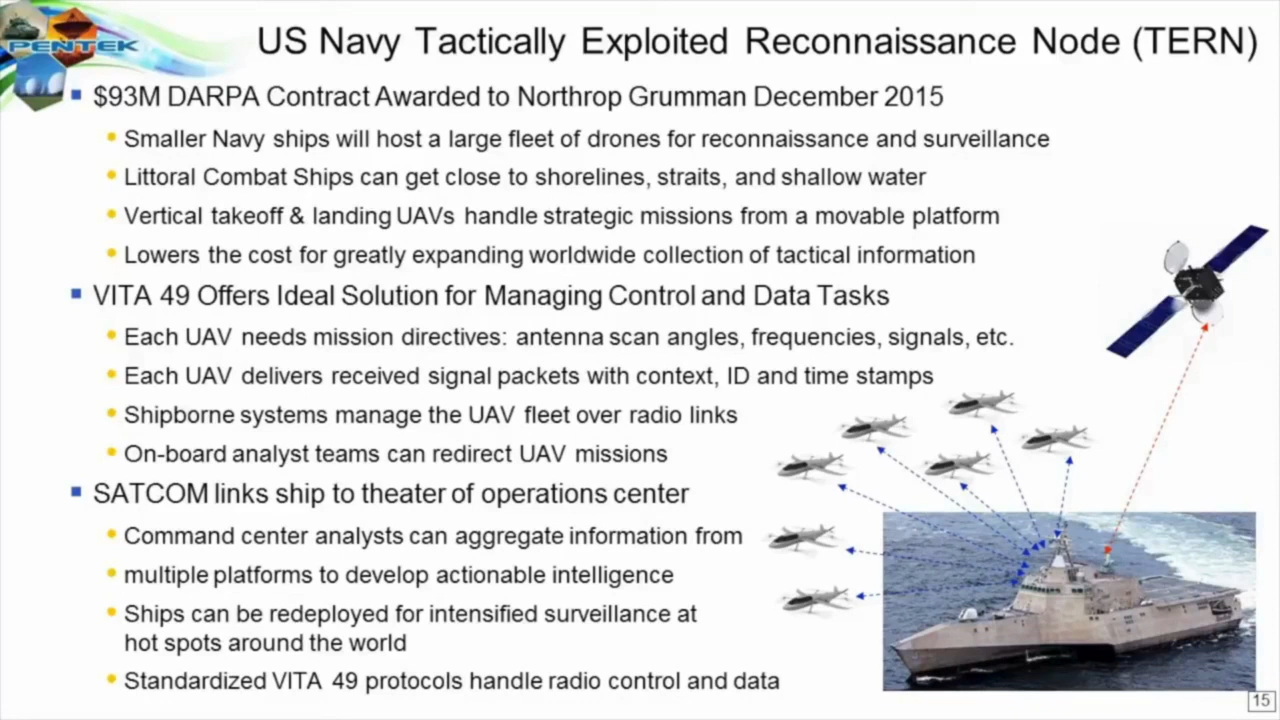 PENTEK
US Navy Tactically Exploited Reconnaissance Node (TERN)
$93M DARPA Contract Awarded to Northrop Grumman December 2015
Smaller Navy ships will host a large fleet of drones for reconnaissance and surveillance
Littoral Combat Ships can get close to shorelines, straits, and shallow water
Vertical takeoff & landing UAVs handle strategic missions from a movable platform
Lowers the cost for greatly expanding worldwide collection of tactical information
VITA 49 Offers Ideal Solution for Managing Control and Data Tasks
Each UAV needs mission directives: antenna scan angles, frequencies, signals, etc.
Each UAV delivers received signal packets with context, ID and time stamps
Shipborne systems manage the UAV fleet over radio links
On-board analyst teams can redirect UAV missions
SATCOM links ship to theater of operations center
Command center analysts can aggregate information from
multiple platforms to develop actionable intelligence
Ships can be redeployed for intensified surveillance at
hot spots around the world
Standardized VITA 49 protocols handle radio control and data
15